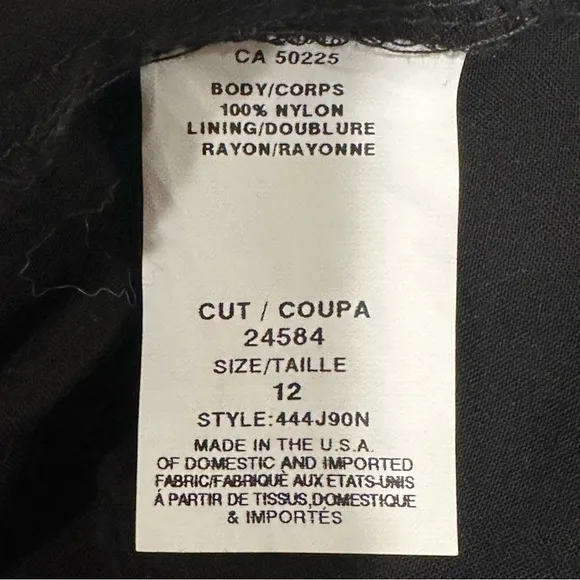 CA 50225
BODY/CORPS
100% NYLON
LINING/DOUBLURE
RAYON/RAYONNE
CUT / COUPA
24584
SIZE/TAILLE
12
STYLE:444J90N
MADE IN THE U.S.A.
OF DOMESTIC AND IMPORTED
FABRIC/FABRIQUÈ AUX ETATS-UNIS
À PARTIR DE TISSUS,DOMESTIQUE
& IMPORTÉS